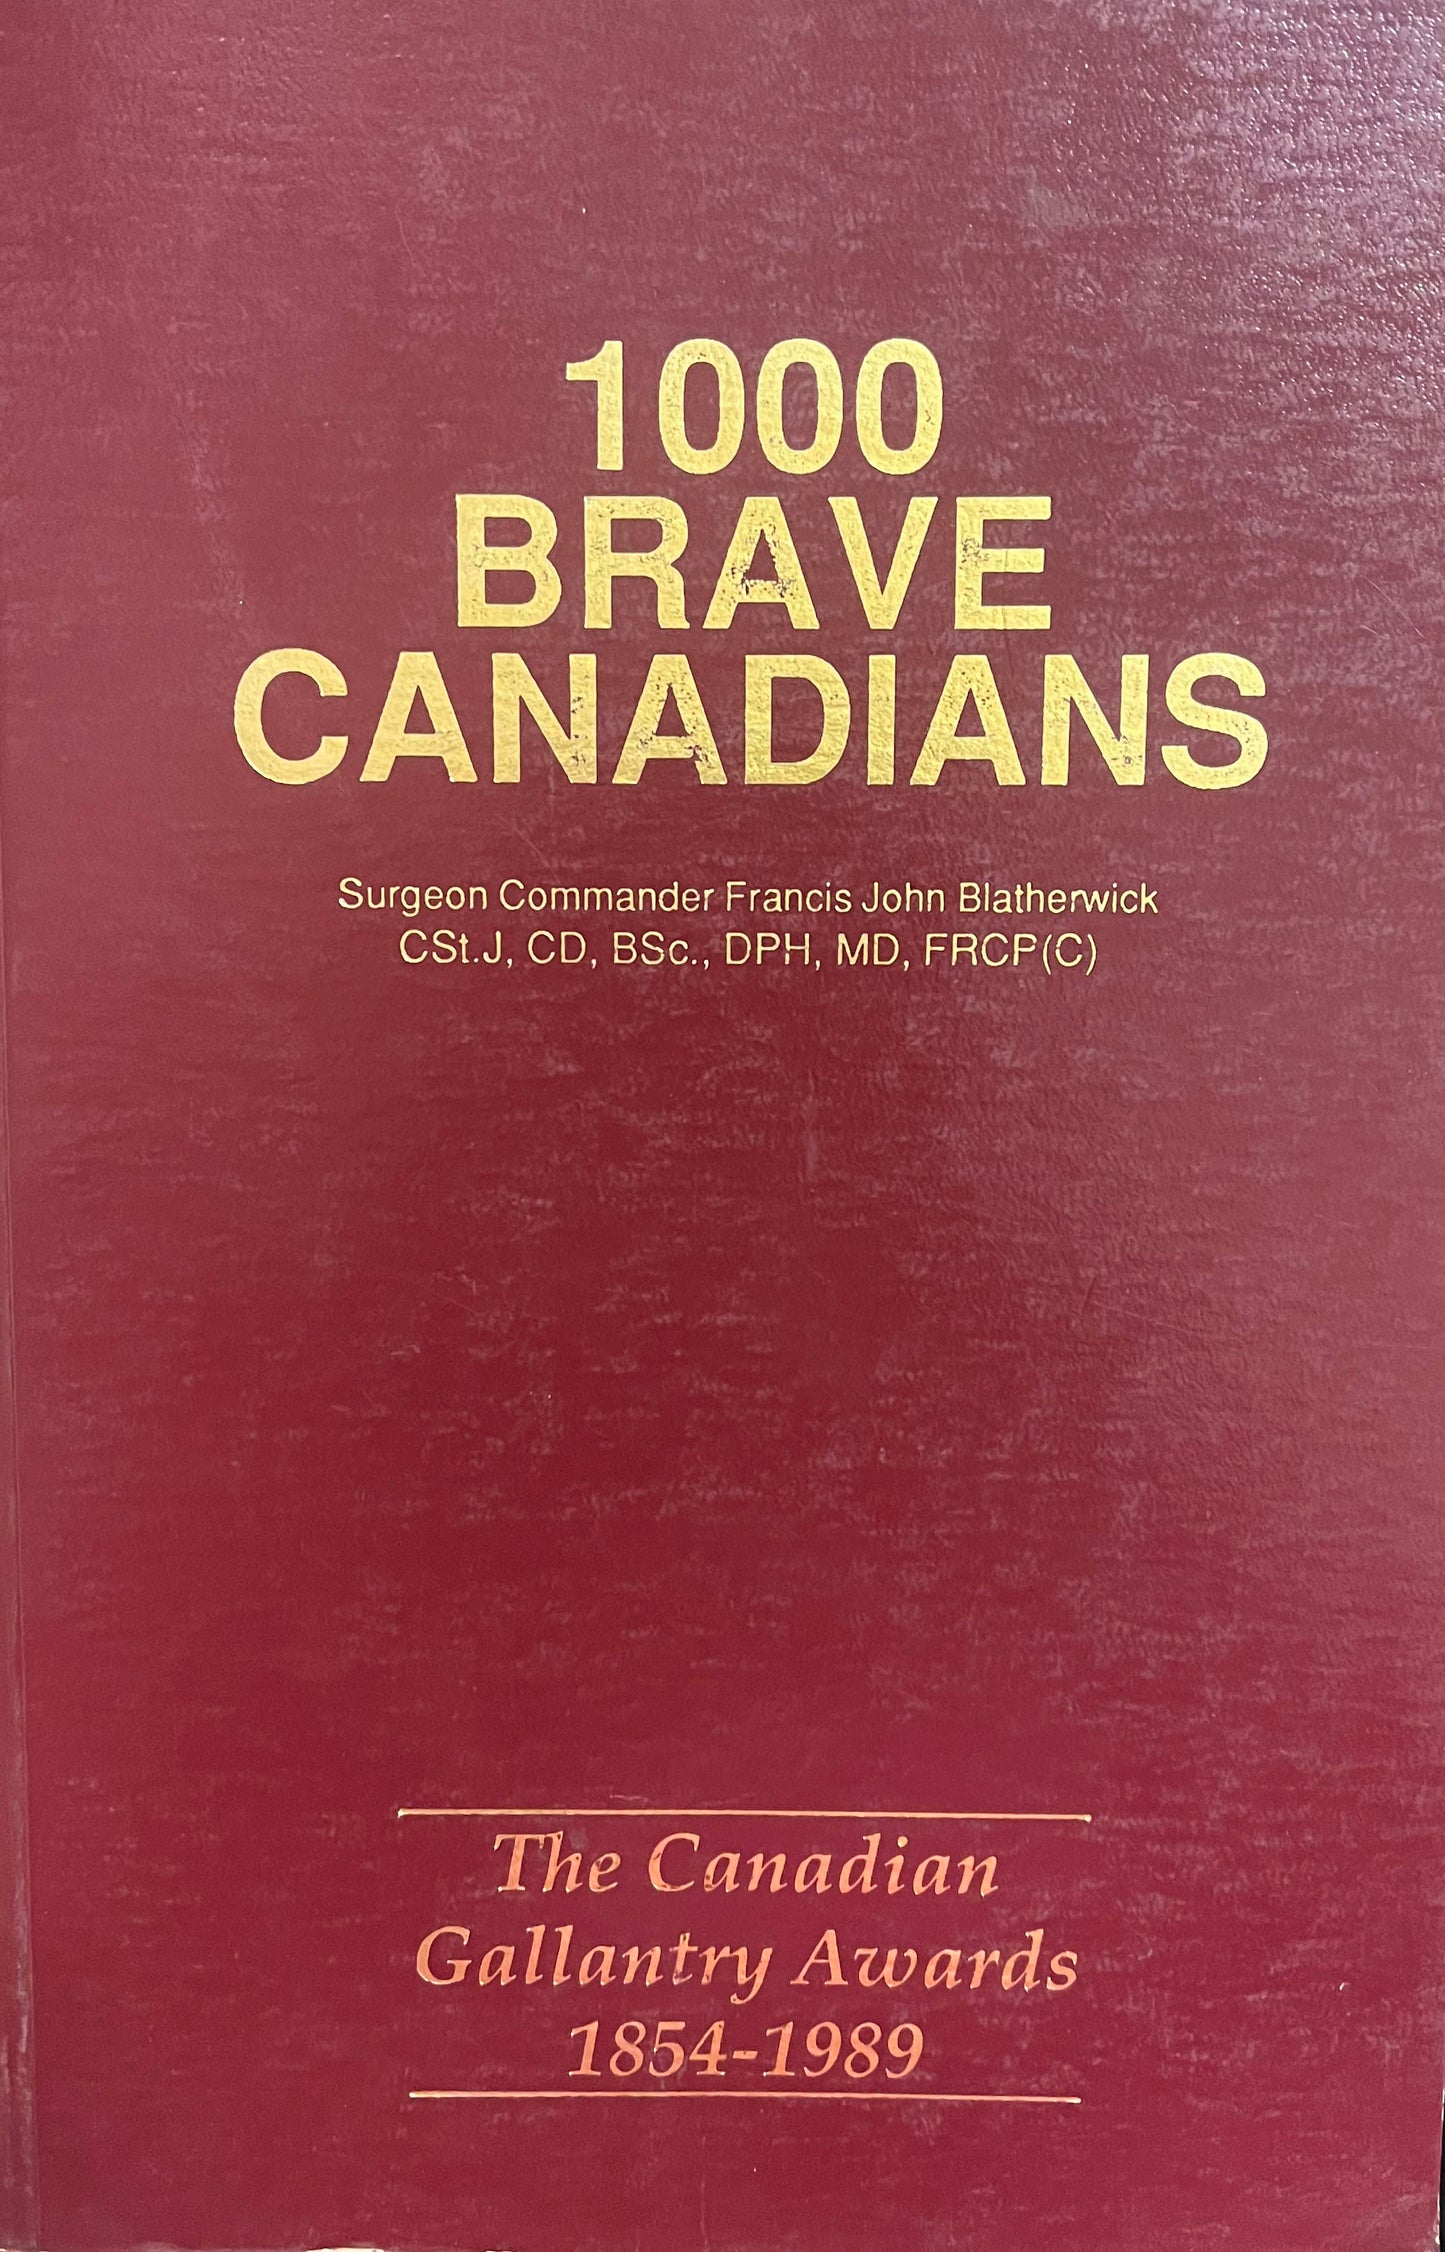 1000
BRAVE
CANADIANS
Surgeon Commander Francis John Blatherwick
CSt.J, CD, BSc., DPH, MD, FRCP(C)
The Canadian
Gallantry Awards
1854-1989